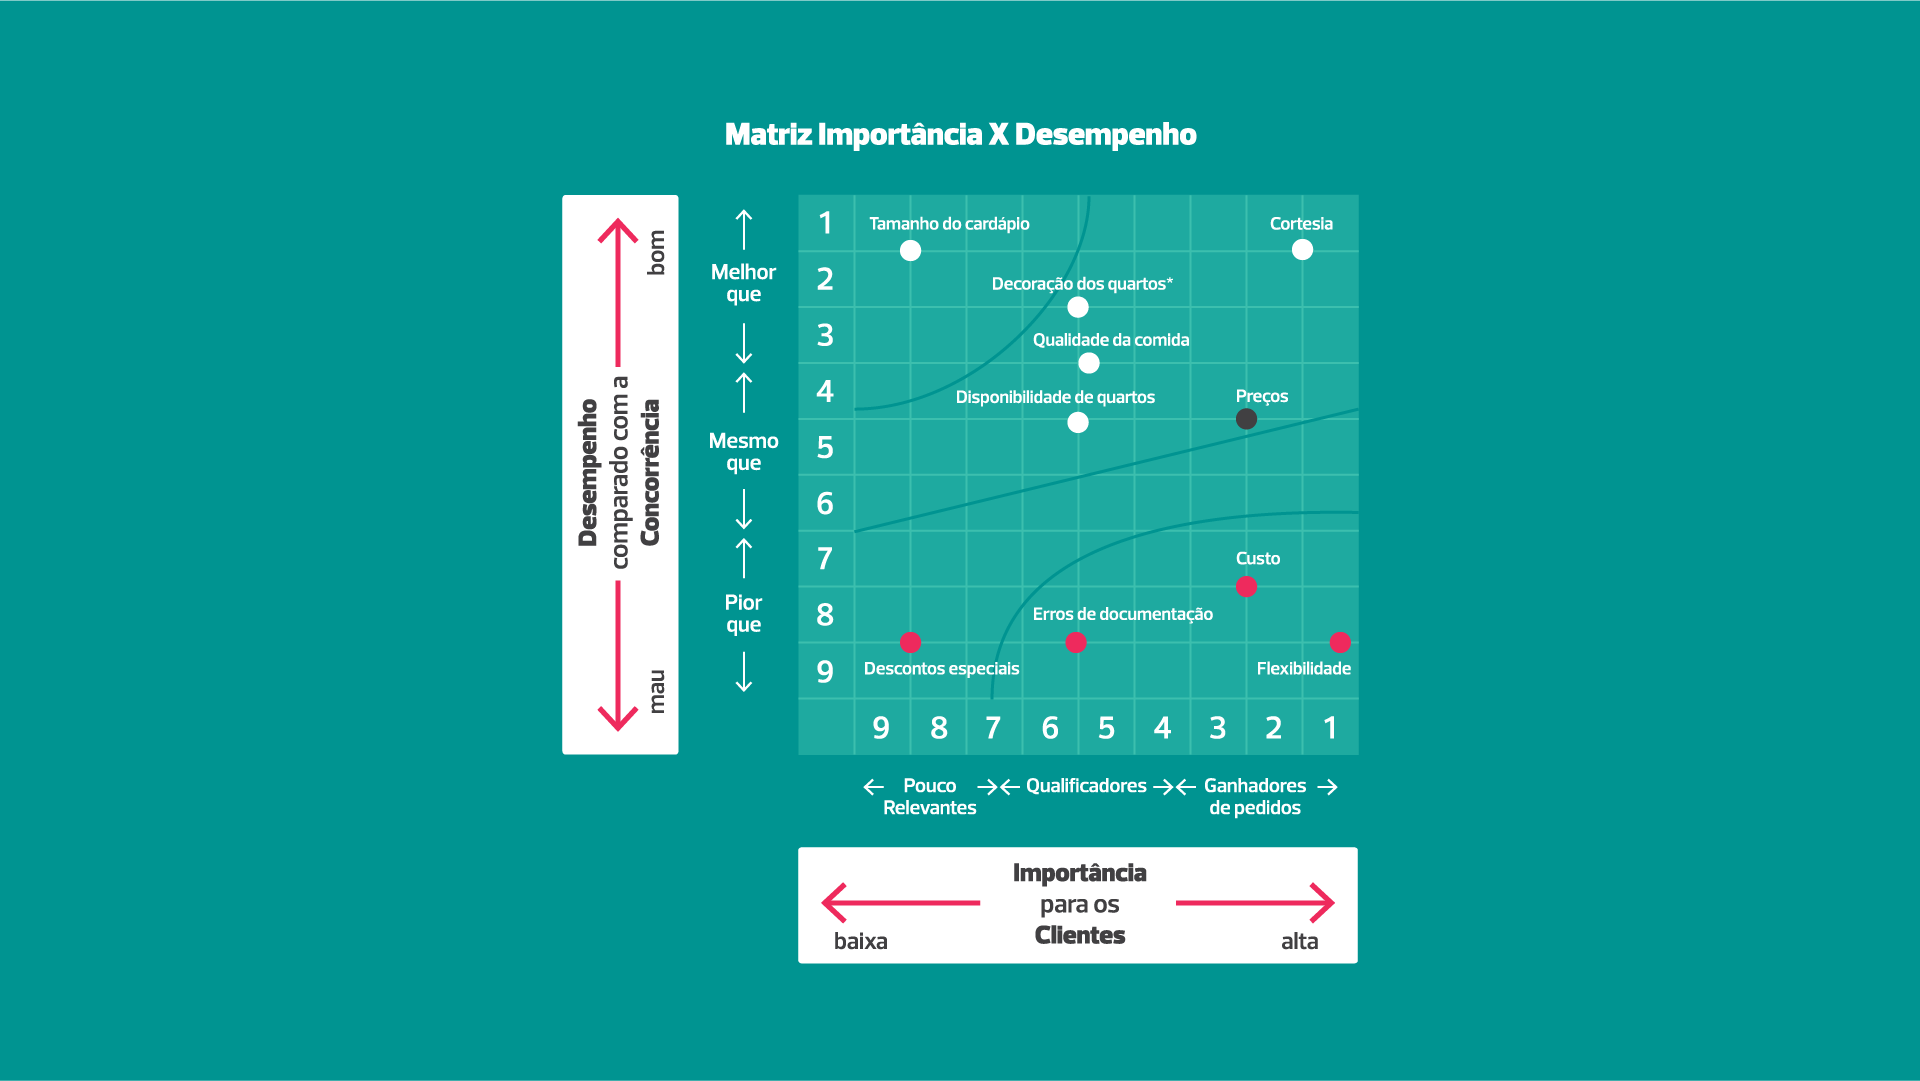 Matriz Importância X Desempenho
bom
Desempenho
comparado com a
Concorrência
mau
Melhor
que
Mesmo
que
Pior
que
1
2
3
4
5
6
7
8
9
Tamanho do cardápio
Cortesia
Decoração dos quartos*
Qualidade da comida
Disponibilidade de quartos
Preços
Custo
Erros de documentação
Descontos especiais
Flexibilidade
9 8 7 6 5 4 3 2 1
Pouco
Relevantes
Qualificadores
Ganhadores
de pedidos
Importância
para os
Clientes
baixa
alta